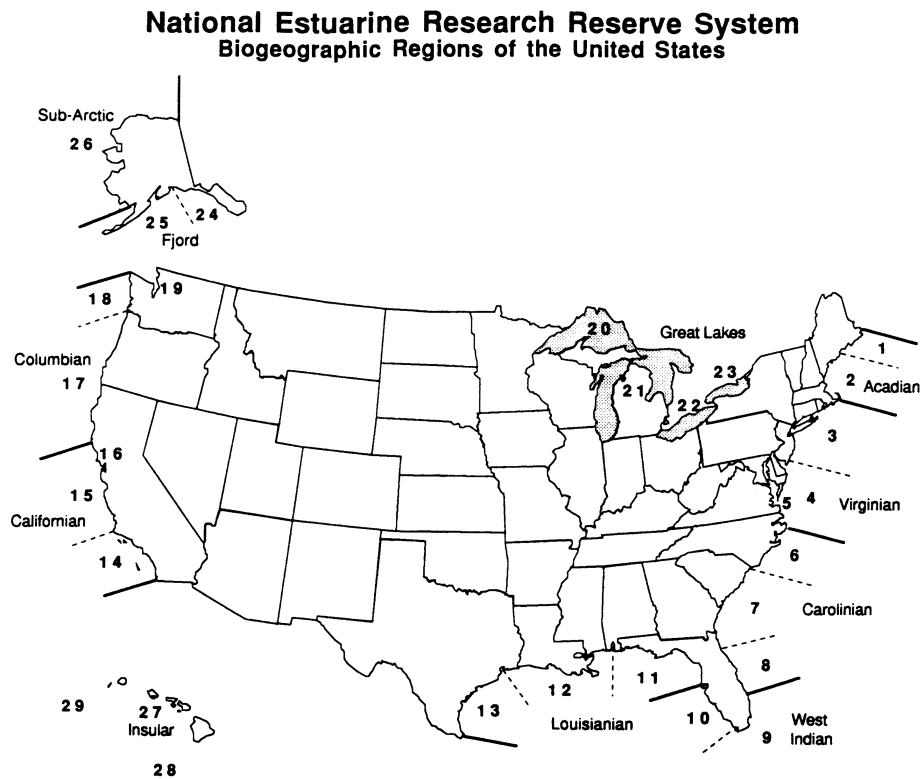 National Estuarine Research Reserve System
Biogeographic Regions of the United States
Sub-Arctic
26
25
24
Fjord
18
19
20
Great Lakes
1
Columbian
17
21
22
23
2
Acadian
3
16
15
Californian
14
5
4
Virginian
6
7
Carolinian
8
29
27
Insular
28
13
12
Louisianian
11
10
9
West
Indian